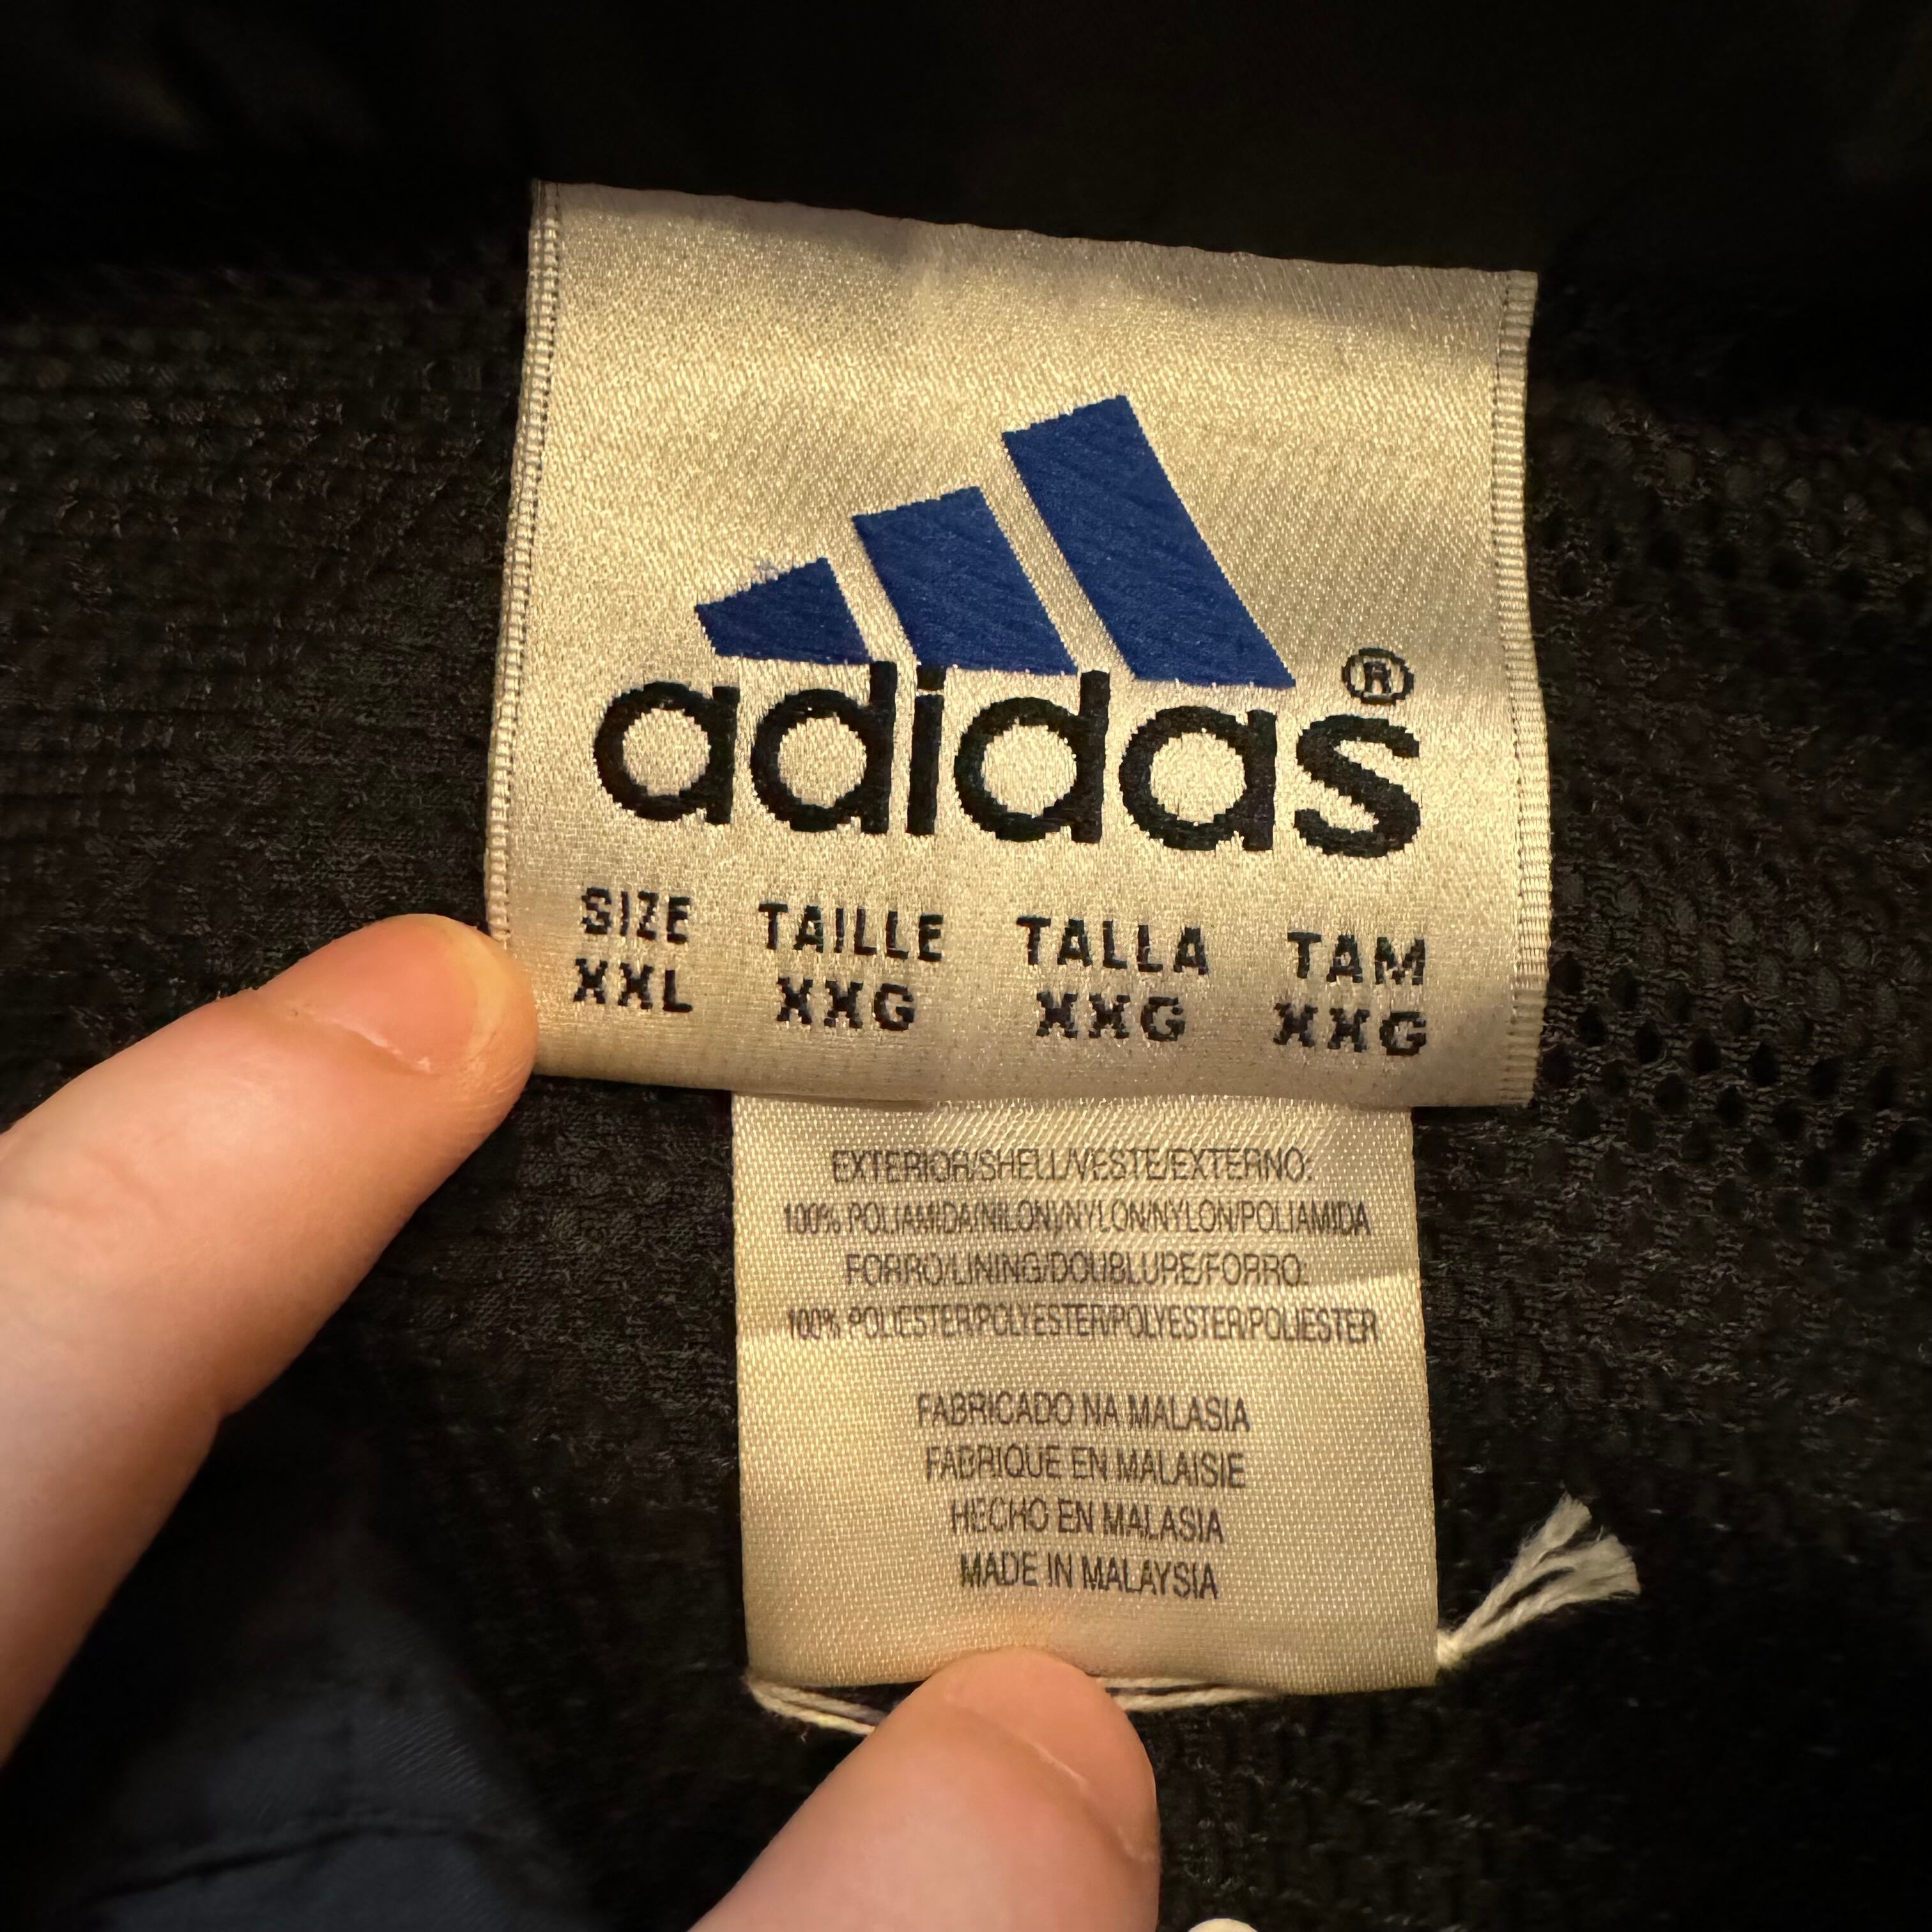 adidas®
SIZE TAILLE TALLA TAM
XXL XXG XXG XXG
EXTERIOR/SHELL/VESTE/EXTERNO:
100% POLIAMIDA(NILON)/NYLON/NYLON/POLIAMIDA
FORRO/LINING/DOUBLURE/FORRO:
100% POLIESTER/POLYESTER/POLYESTER/POLIESTER
FABRICADO NA MALASIA
FABRIQUE EN MALAISIE
HECHO EN MALASIA
MADE IN MALAYSIA